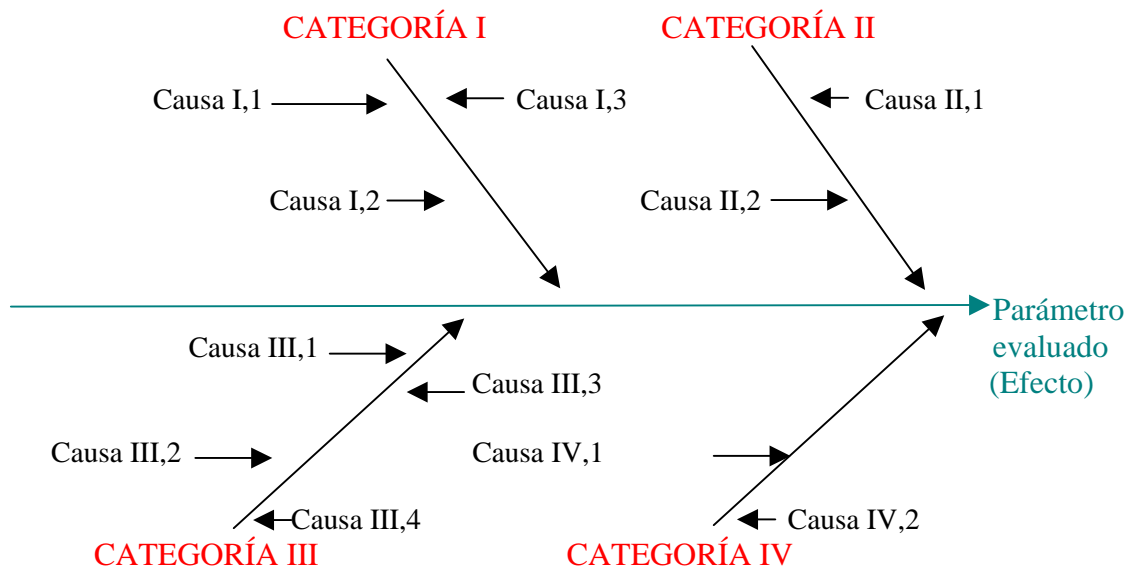 CATEGORÍA I
CATEGORÍA II
Causa I,1
Causa I,3
Causa II,1
Causa I,2
Causa II,2
Parámetro
evaluado
(Efecto)
Causa III,1
Causa III,3
Causa III,2
Causa IV,1
Causa III,4
Causa IV,2
CATEGORÍA III
CATEGORÍA IV